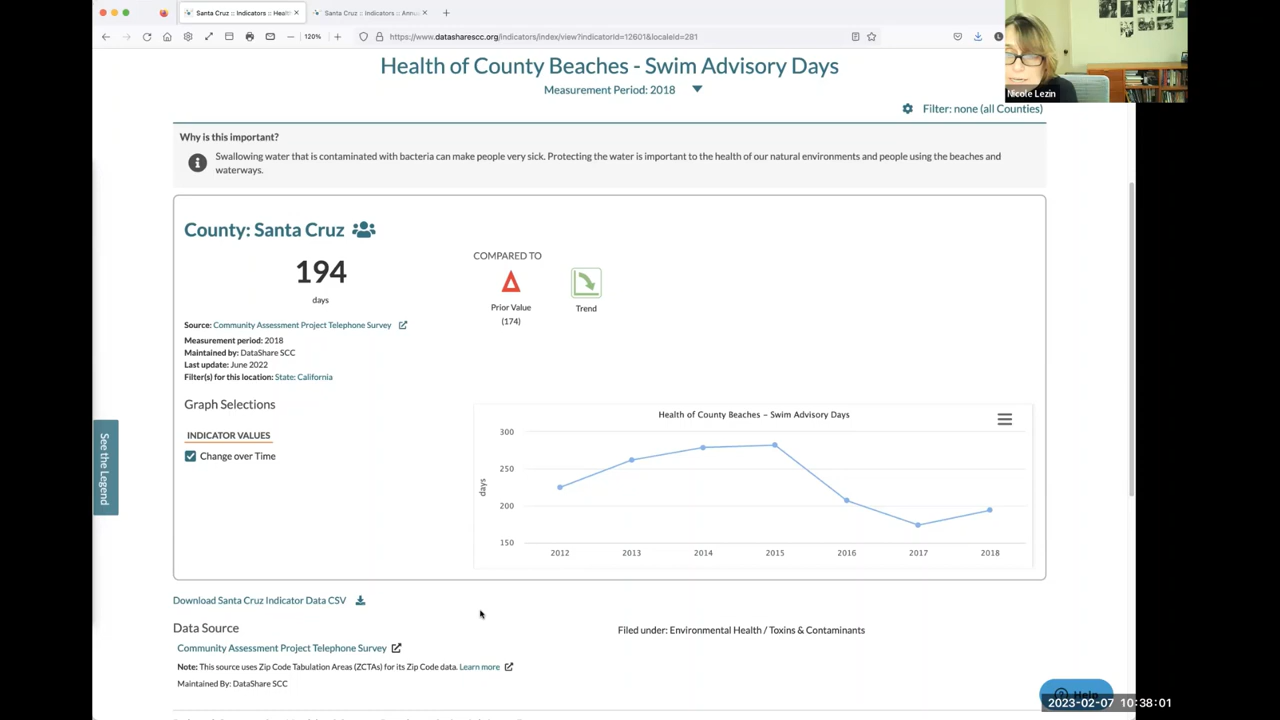 Santa Cruz :: Indicators :: Healt
Santa Cruz :: Indicators :: Annua
120%
https://www.datasharescc.org/indicators/index/view?indicatorId=12601&localeId=281
Nicole Lezin
Health of County Beaches - Swim Advisory Days
Measurement Period: 2018
Filter: none (all Counties)
Why is this important?
Swallowing water that is contaminated with bacteria can make people very sick. Protecting the water is important to the health of our natural environments and people using the beaches and
waterways.
County: Santa Cruz
194
days
COMPARED TO
Prior Value
(174)
Trend
Source: Community Assessment Project Telephone Survey
Measurement period: 2018
Maintained by: DataShare SCC
Last update: June 2022
Filter(s) for this location: State: California
Graph Selections
INDICATOR VALUES
Change over Time
See the Legend
Health of County Beaches – Swim Advisory Days
days
300
250
200
150
2012 2013 2014 2015 2016 2017 2018
Download Santa Cruz Indicator Data CSV
Data Source
Filed under: Environmental Health / Toxins & Contaminants
Community Assessment Project Telephone Survey
Note: This source uses Zip Code Tabulation Areas (ZCTAs) for its Zip Code data. Learn more
Maintained By: DataShare SCC
Help
2023-02-07 10:38:01